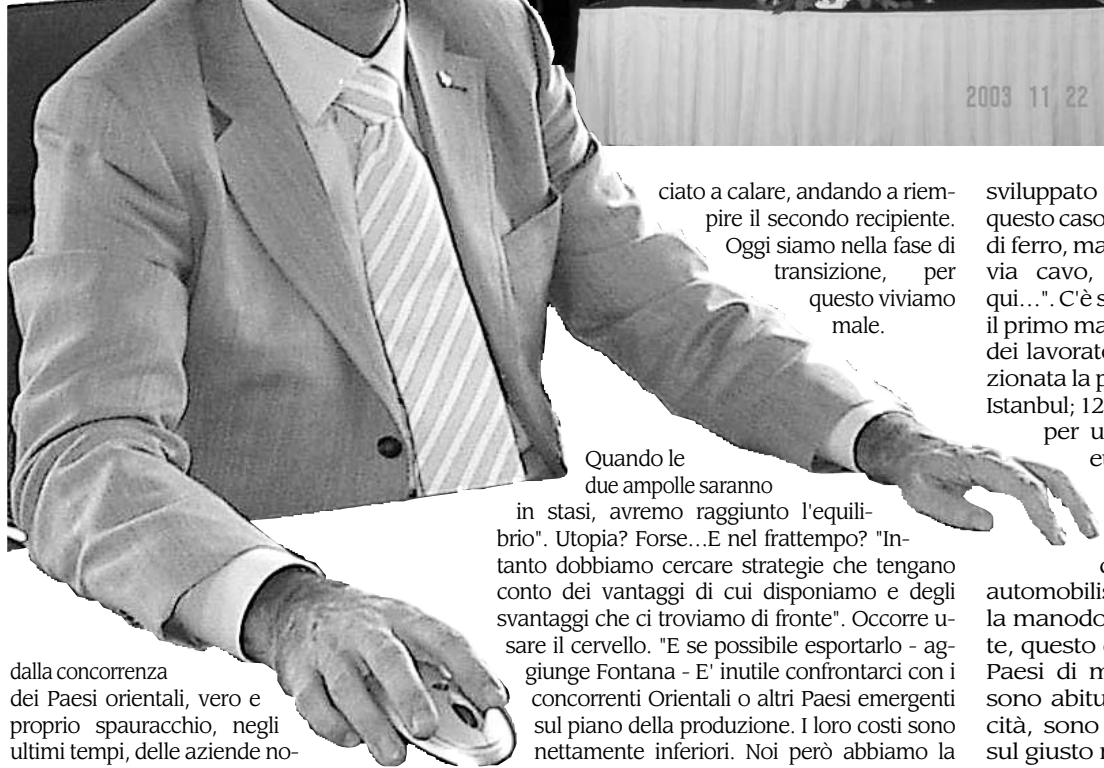 2003 11 22
dalla concorrenza
dei Paesi orientali, vero e
proprio spauracchio, negli
ultimi tempi, delle aziende no-
ciato a calare, andando a riem-
pire il secondo recipiente.
Oggi siamo nella fase di
transizione, per
questo viviamo
male.
Quando le
due ampolle saranno
in stasi, avremo raggiunto l'equili-
brio". Utopia? Forse…E nel frattempo? "In-
tanto dobbiamo cercare strategie che tengano
conto dei vantaggi di cui disponiamo e degli
svantaggi che ci troviamo di fronte". Occorre u-
sare il cervello. "E se possibile esportarlo - ag-
giunge Fontana - E' inutile confrontarci con i
concorrenti Orientali o altri Paesi emergenti
sul piano della produzione. I loro costi sono
nettamente inferiori. Noi però abbiamo la
sviluppato
questo caso
di ferro, ma
via cavo,
qui…". C'è s
il primo ma
dei lavorato
zionata la p
Istanbul; 12
per u
automobilis
la manodo
te, questo
Paesi di m
sono abitu
cità, sono
sul giusto